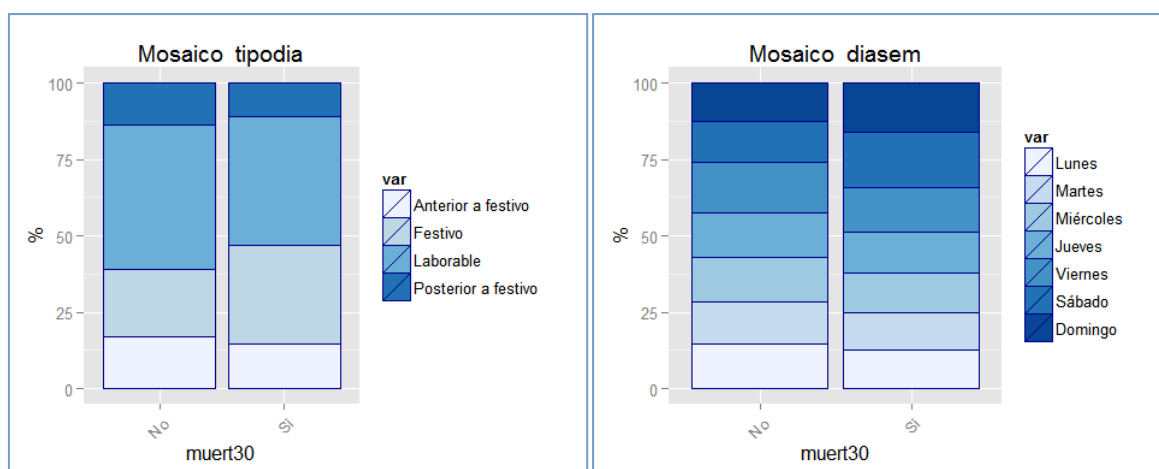 Mosaico tipodia
100
75
50
25
0
%
No
Si
muert30
var
Anterior a festivo
Festivo
Laborable
Posterior a festivo
Mosaico diasem
100
75
50
25
0
%
No
Si
muert30
var
Lunes
Martes
Miércoles
Jueves
Viernes
Sábado
Domingo